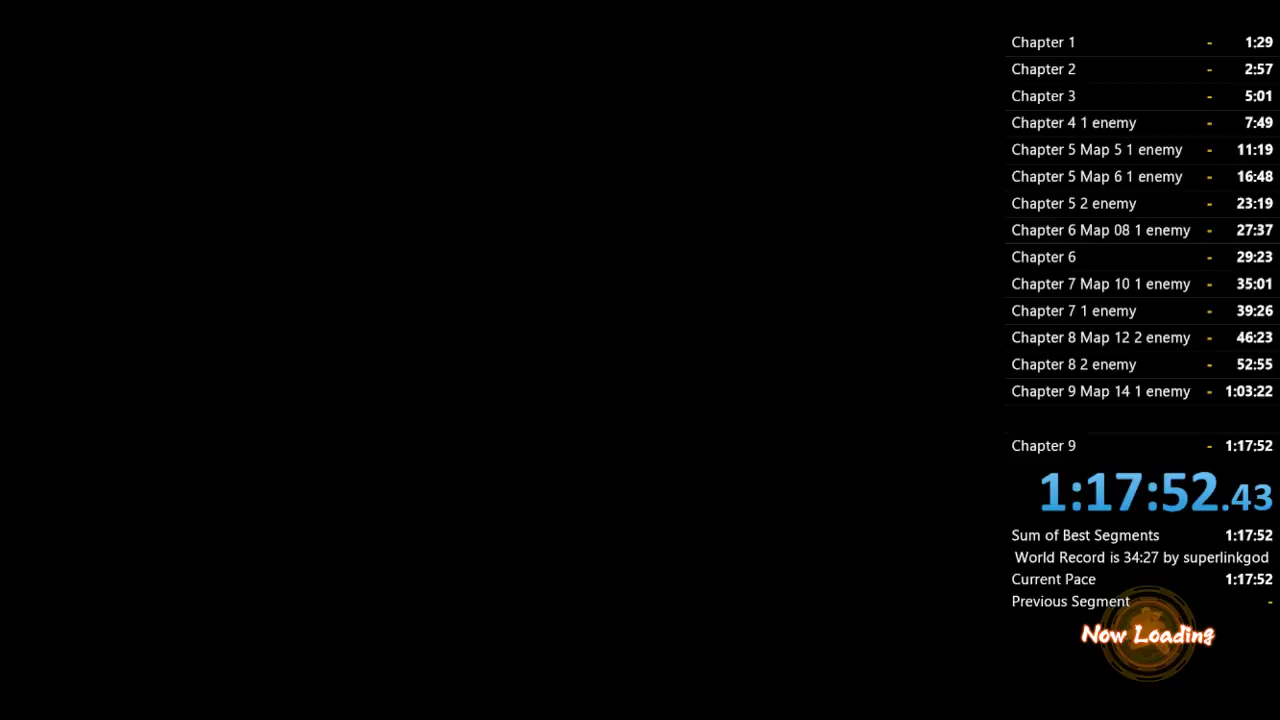 Chapter 1 - 1:29
Chapter 2 - 2:57
Chapter 3 - 5:01
Chapter 4 1 enemy - 7:49
Chapter 5 Map 5 1 enemy - 11:19
Chapter 5 Map 6 1 enemy - 16:48
Chapter 5 2 enemy - 23:19
Chapter 6 Map 08 1 enemy - 27:37
Chapter 6 - 29:23
Chapter 7 Map 10 1 enemy - 35:01
Chapter 7 1 enemy - 39:26
Chapter 8 Map 12 2 enemy - 46:23
Chapter 8 2 enemy - 52:55
Chapter 9 Map 14 1 enemy - 1:03:22
Chapter 9 - 1:17:52
1:17:52.43
Sum of Best Segments 1:17:52
World Record is 34:27 by superlinkgod
Current Pace 1:17:52
Previous Segment -
Now Loading